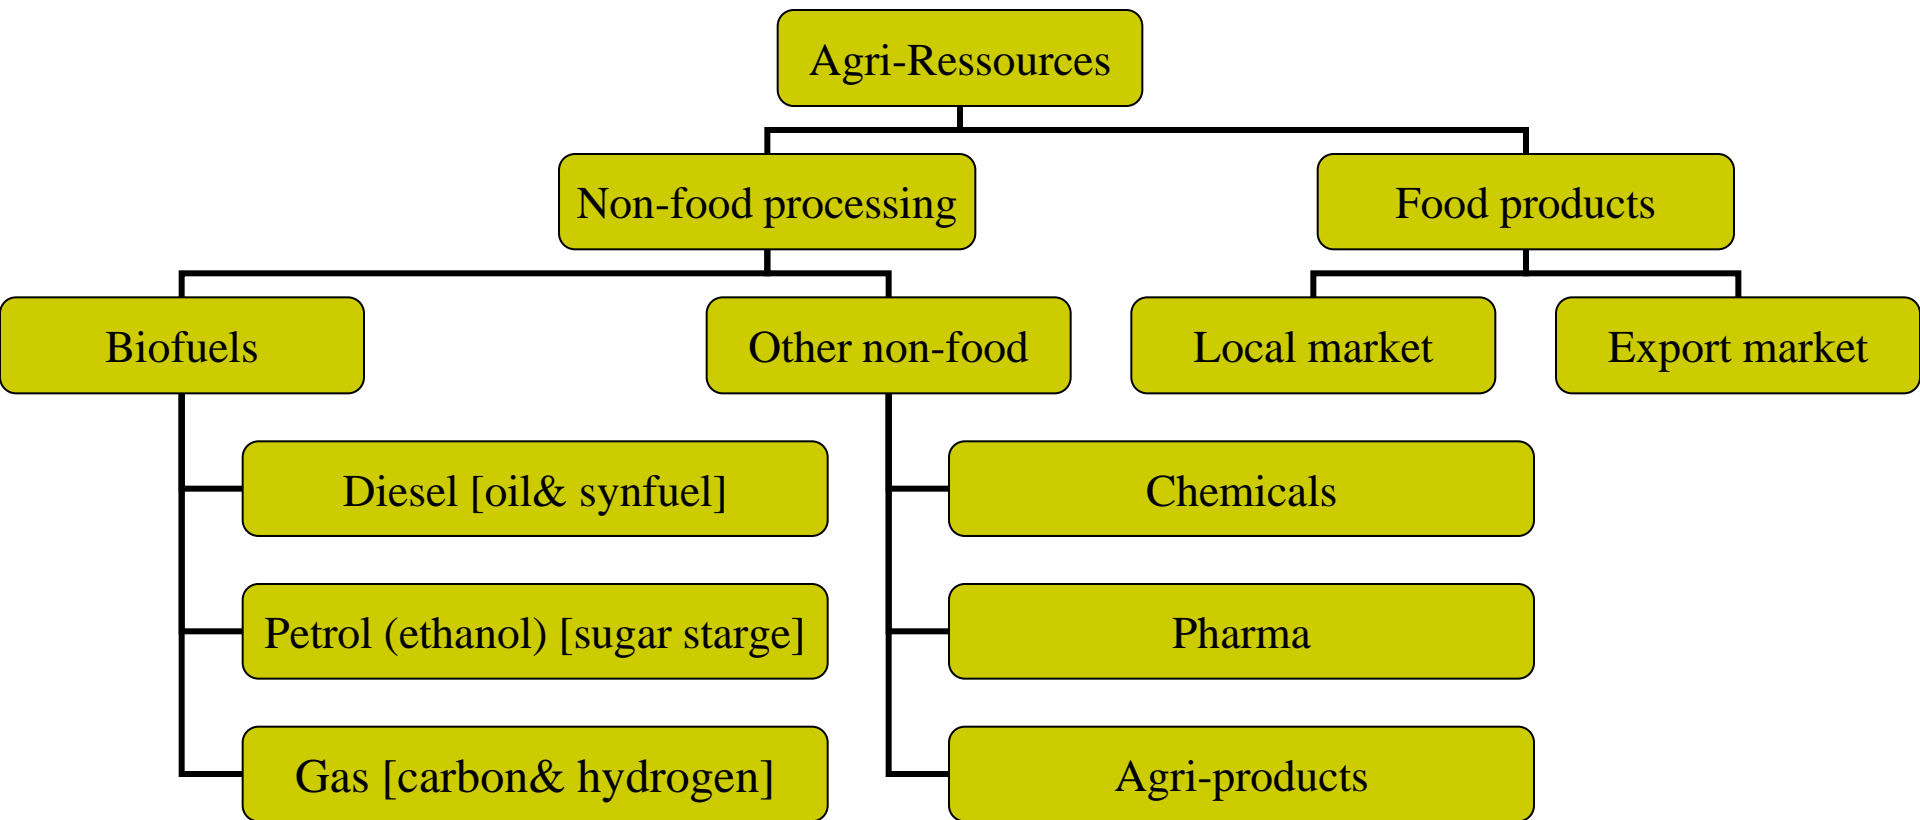 Agri-Ressources
Non-food processing
Food products
Biofuels
Other non-food
Local market
Export market
Diesel [oil& synfuel]
Chemicals
Petrol (ethanol) [sugar starge]
Pharma
Gas [carbon& hydrogen]
Agri-products